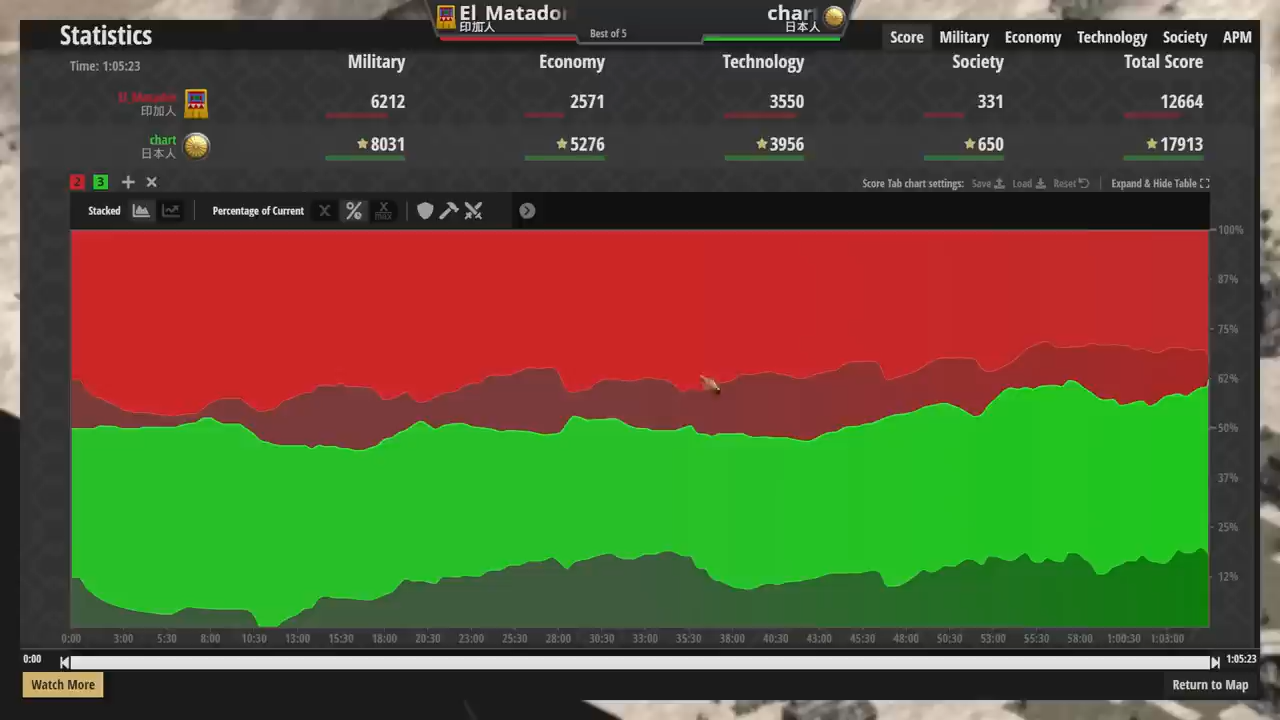 El_Matador
印加人
Best of 5
char
日本人
Statistics
Score Military Economy Technology Society APM
Time: 1:05:23
Military Economy Technology Society Total Score
El_Matador
印加人
6212 2571 3550 331 12664
chart
日本人
8031 5276 3956 650 17913
2 3
Score Tab chart settings: Save Load Reset Expand & Hide Table
Stacked Percentage of Current X % X max
100%
87%
75%
62%
50%
37%
25%
12%
0:00 3:00 5:30 8:00 10:30 13:00 15:30 18:00 20:30 23:00 25:30 28:00 30:30 33:00 35:30 38:00 40:30 43:00 45:30 48:00 50:30 53:00 55:30 58:00 1:00:30 1:03:00
0:00 1:05:23
Watch More Return to Map